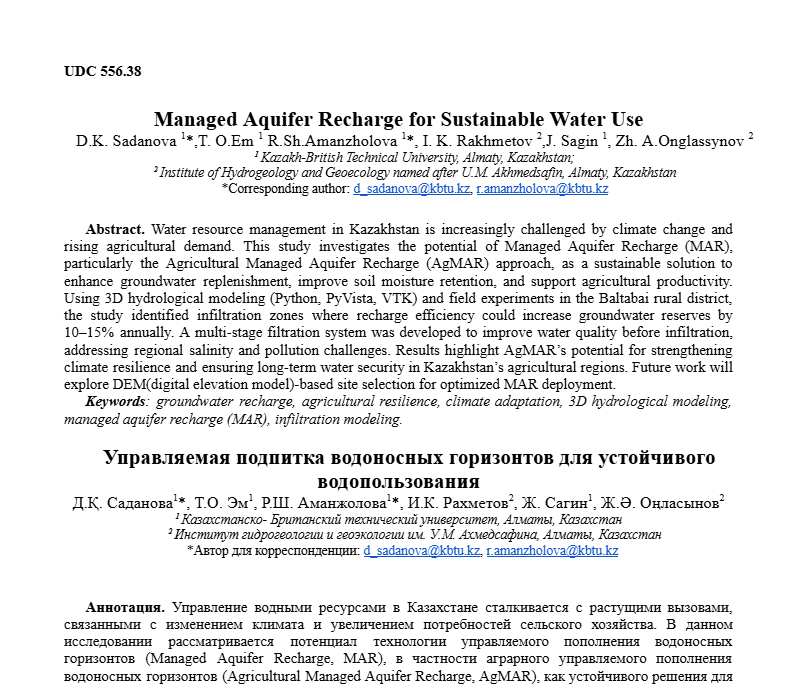 UDC 556.38
Managed Aquifer Recharge for Sustainable Water Use
D.K. Sadanova 1*,T. O.Em 1 R.Sh.Amanzholova 1*, I. K. Rakhmetov 2,J. Sagin 1, Zh. A.Onglassynov 2
1 Kazakh-British Technical University, Almaty, Kazakhstan;
2 Institute of Hydrogeology and Geoecology named after U.M. Akhmedsafin, Almaty, Kazakhstan
*Corresponding author: d_sadanova@kbtu.kz, r.amanzholova@kbtu.kz
Abstract. Water resource management in Kazakhstan is increasingly challenged by climate change and
rising agricultural demand. This study investigates the potential of Managed Aquifer Recharge (MAR),
particularly the Agricultural Managed Aquifer Recharge (AgMAR) approach, as a sustainable solution to
enhance groundwater replenishment, improve soil moisture retention, and support agricultural productivity.
Using 3D hydrological modeling (Python, PyVista, VTK) and field experiments in the Baltabai rural district,
the study identified infiltration zones where recharge efficiency could increase groundwater reserves by
10–15% annually. A multi-stage filtration system was developed to improve water quality before infiltration,
addressing regional salinity and pollution challenges. Results highlight AgMAR’s potential for strengthening
climate resilience and ensuring long-term water security in Kazakhstan’s agricultural regions. Future work will
explore DEM(digital elevation model)-based site selection for optimized MAR deployment.
Keywords: groundwater recharge, agricultural resilience, climate adaptation, 3D hydrological modeling,
managed aquifer recharge (MAR), infiltration modeling.
Управляемая подпитка водоносных горизонтов для устойчивого
водопользования
Д.Қ. Саданова1*, Т.О. Эм1, Р.Ш. Аманжолова1*, И.К. Рахметов2, Ж. Сагин1, Ж.Ә. Оңласынов2
1 Казахстанско- Британский технический университет, Алматы, Казахстан
2 Институт гидрогеологии и геоэкологии им. У.М. Ахмедсафина, Алматы, Казахстан
*Автор для корреспонденции: d_sadanova@kbtu.kz, r.amanzholova@kbtu.kz
Аннотация. Управление водными ресурсами в Казахстане сталкивается с растущими вызовами,
связанными с изменением климата и увеличением потребностей сельского хозяйства. В данном
исследовании рассматривается потенциал технологии управляемого пополнения водоносных
горизонтов (Managed Aquifer Recharge, MAR), в частности аграрного управляемого пополнения
водоносных горизонтов (Agricultural Managed Aquifer Recharge, AgMAR), как устойчивого решения для